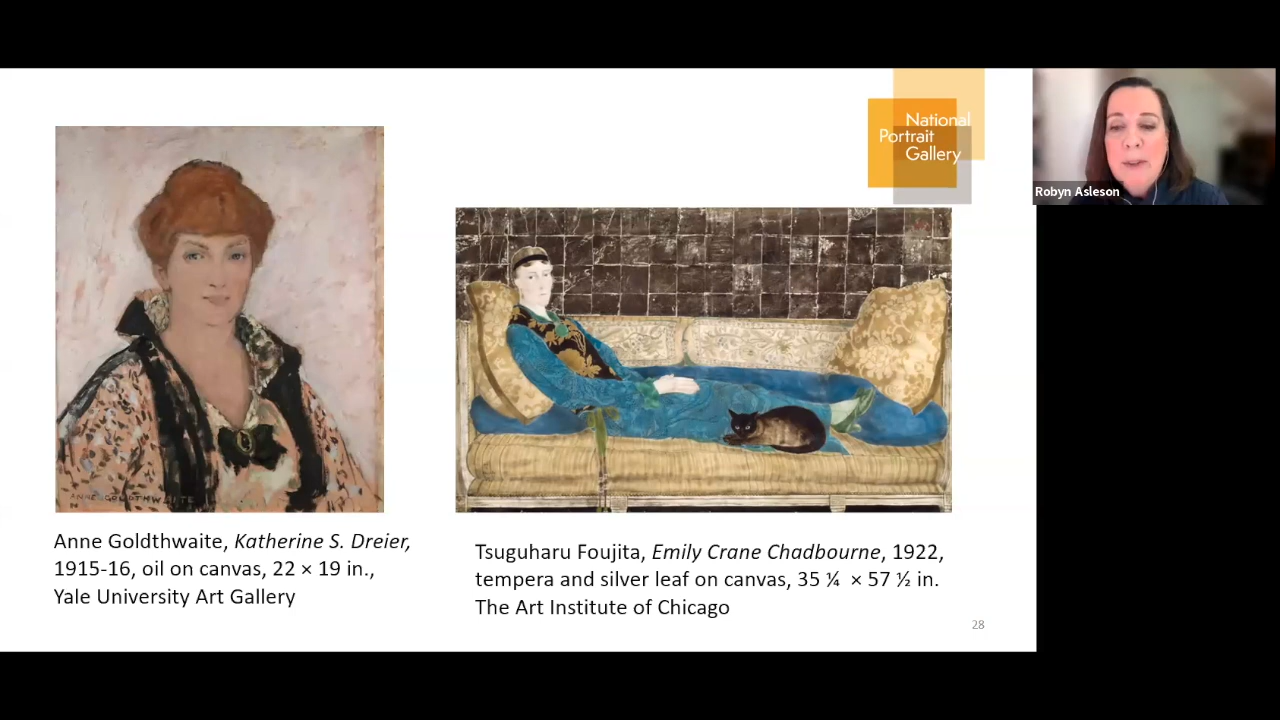 National
Portrait
Gallery
Robyn Asleson
ANNE GOLDTHWAITE
Anne Goldthwaite, Katherine S. Dreier,
1915-16, oil on canvas, 22 × 19 in.,
Yale University Art Gallery
Tsuguharu Foujita, Emily Crane Chadbourne, 1922,
tempera and silver leaf on canvas, 35 ¼ × 57 ½ in.
The Art Institute of Chicago
28